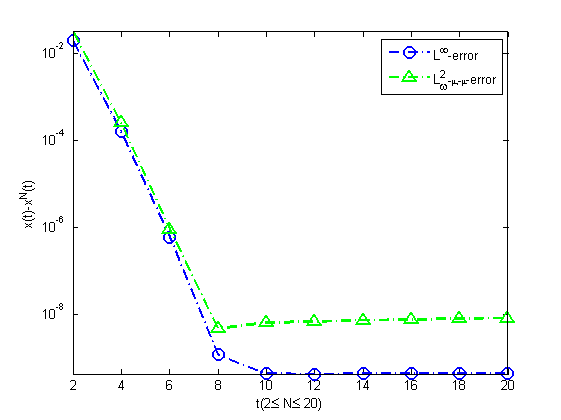 10^-2
10^-4
10^-6
10^-8
x(t)-x^N(t)
L^∞-error
L^2_ω^-μ,-μ-error
2 4 6 8 10 12 14 16 18 20
t(2≤ N≤ 20)